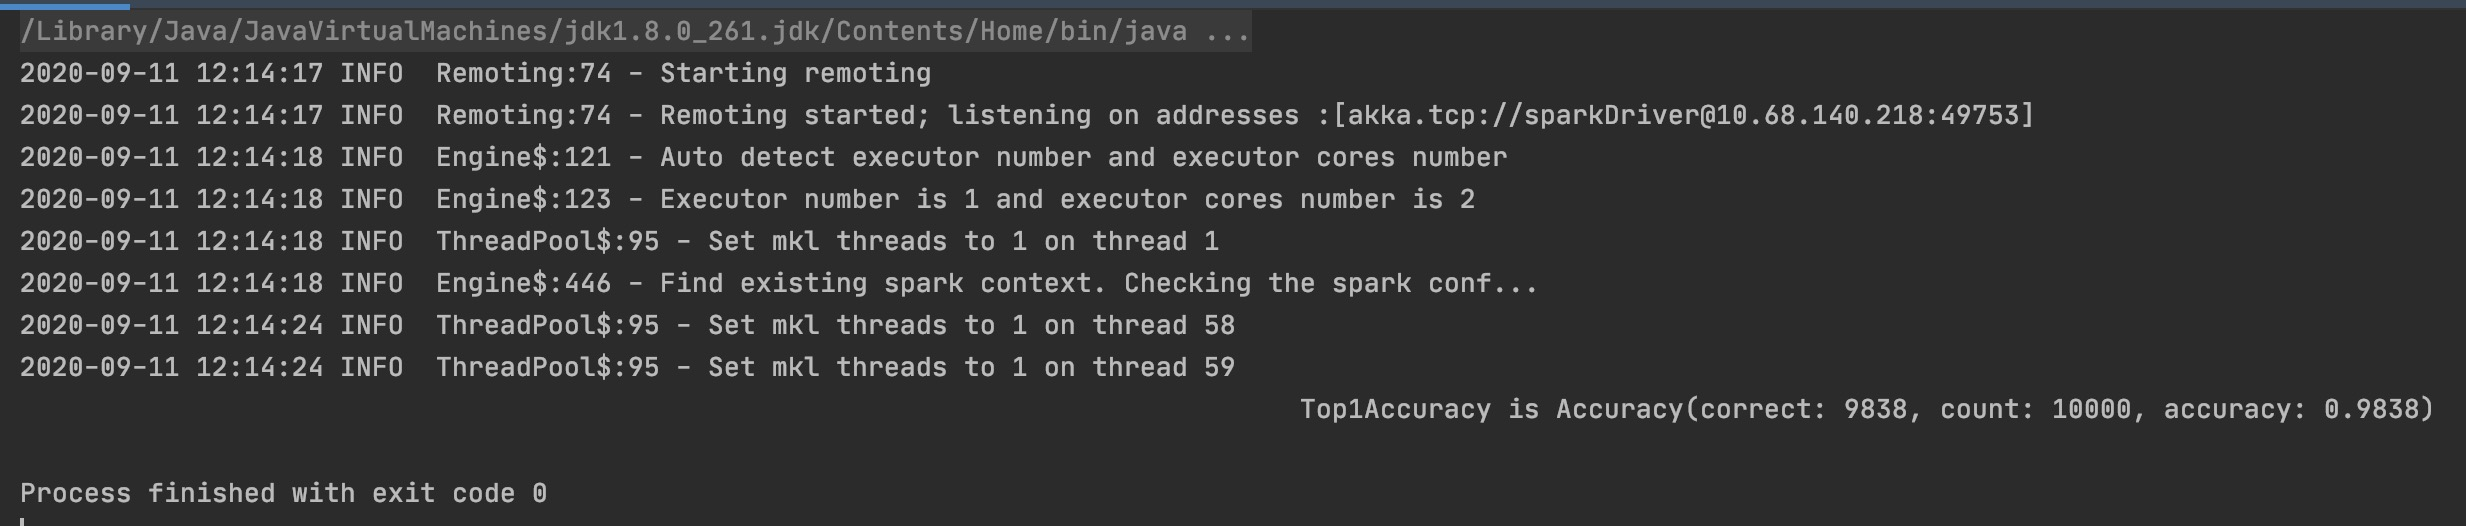 /Library/Java/JavaVirtualMachines/jdk1.8.0_261.jdk/Contents/Home/bin/java ...
2020-09-11 12:14:17 INFO  Remoting:74 - Starting remoting
2020-09-11 12:14:17 INFO  Remoting:74 - Remoting started; listening on addresses :[akka.tcp://sparkDriver@10.68.140.218:49753]
2020-09-11 12:14:18 INFO  Engine$:121 - Auto detect executor number and executor cores number
2020-09-11 12:14:18 INFO  Engine$:123 - Executor number is 1 and executor cores number is 2
2020-09-11 12:14:18 INFO  ThreadPool$:95 - Set mkl threads to 1 on thread 1
2020-09-11 12:14:18 INFO  Engine$:446 - Find existing spark context. Checking the spark conf...
2020-09-11 12:14:24 INFO  ThreadPool$:95 - Set mkl threads to 1 on thread 58
2020-09-11 12:14:24 INFO  ThreadPool$:95 - Set mkl threads to 1 on thread 59
Top1Accuracy is Accuracy(correct: 9838, count: 10000, accuracy: 0.9838)
Process finished with exit code 0